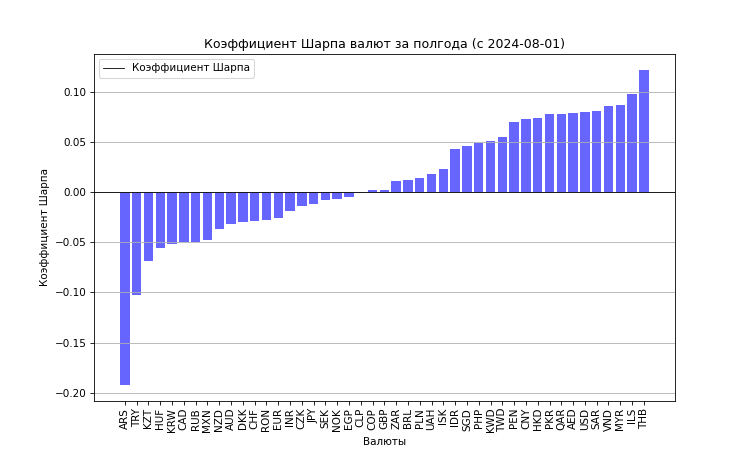 Коэффициент Шарпа валют за полгода (с 2024-08-01)
Коэффициент Шарпа
0.10
0.05
0.00
−0.05
−0.10
−0.15
−0.20
Коэффициент Шарпа
ARS TRY KZT HUF KRW CAD RUB MXN NZD AUD DKK CHF RON EUR INR CZK JPY SEK NOK EGP CLP COP GBP ZAR BRL PLN UAH ISK IDR SGD PHP KWD TWD PEN CNY HKD PKR QAR AED USD SAR VND MYR ILS THB
Валюты